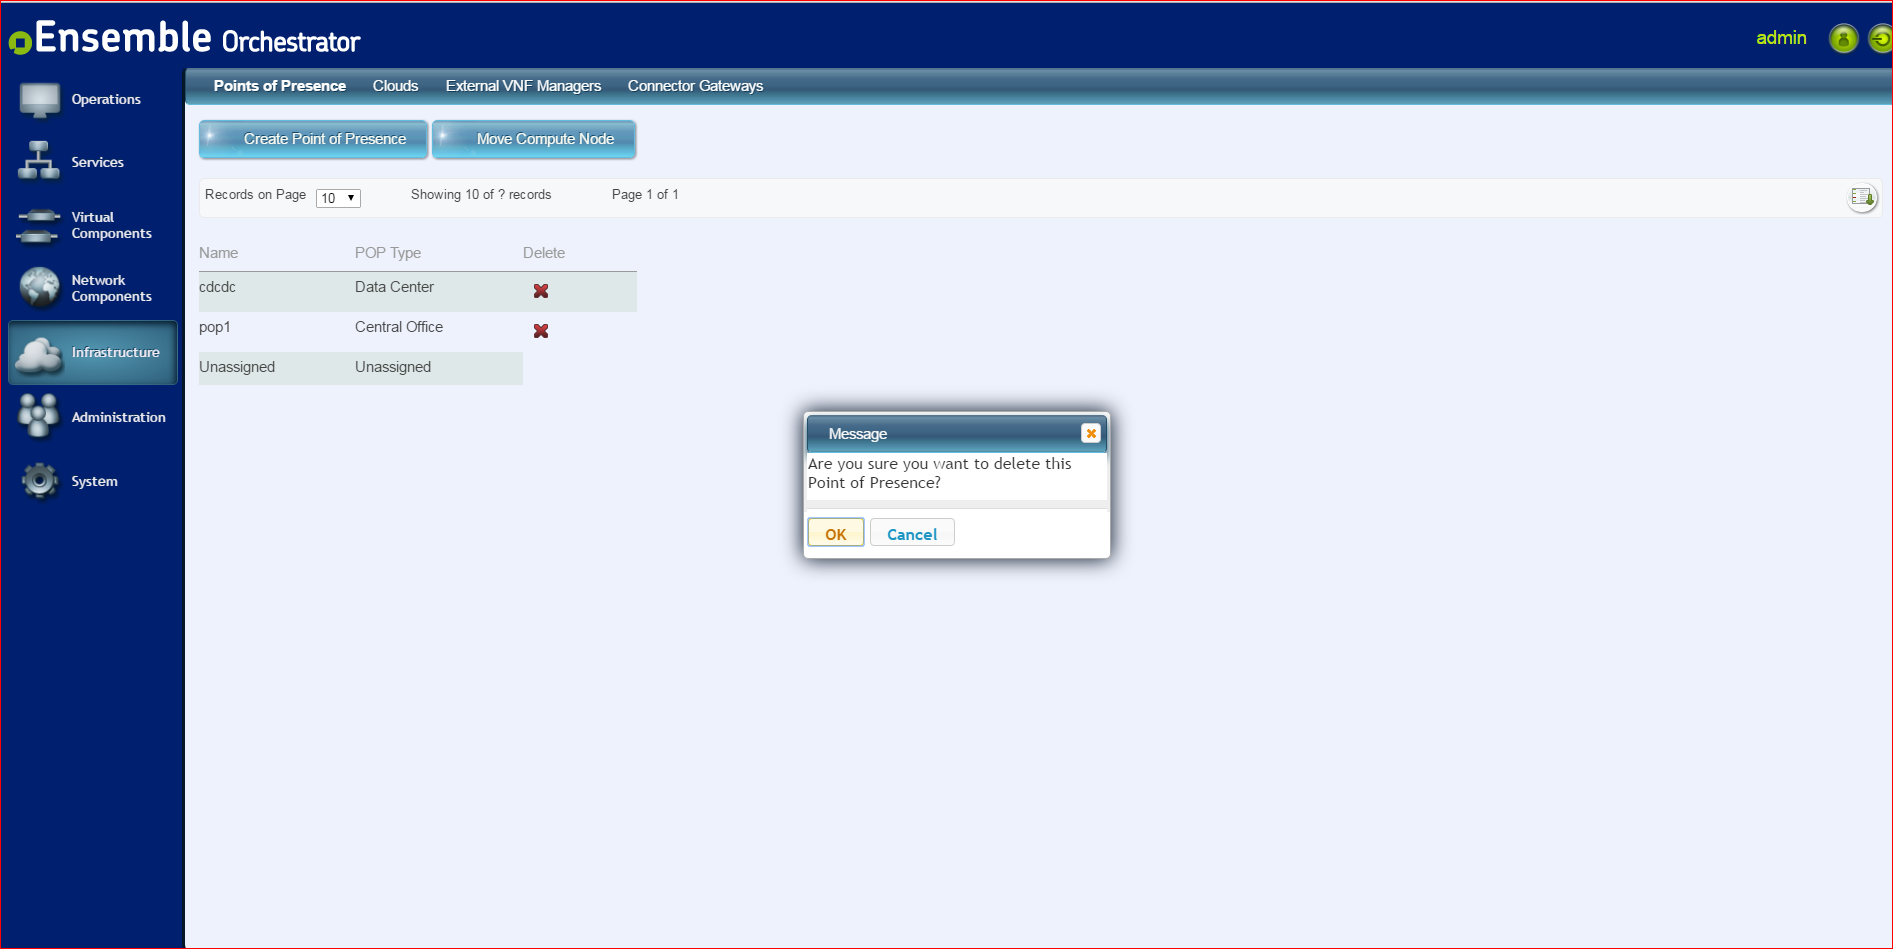 Ensemble Orchestrator
admin
Operations
Services
Virtual
Components
Network
Components
Infrastructure
Administration
System
Points of Presence Clouds External VNF Managers Connector Gateways
Create Point of Presence Move Compute Node
Records on Page 10 Showing 10 of ? records Page 1 of 1
Name POP Type Delete
cdcdc Data Center
pop1 Central Office
Unassigned Unassigned
Message
Are you sure you want to delete this
Point of Presence?
OK Cancel